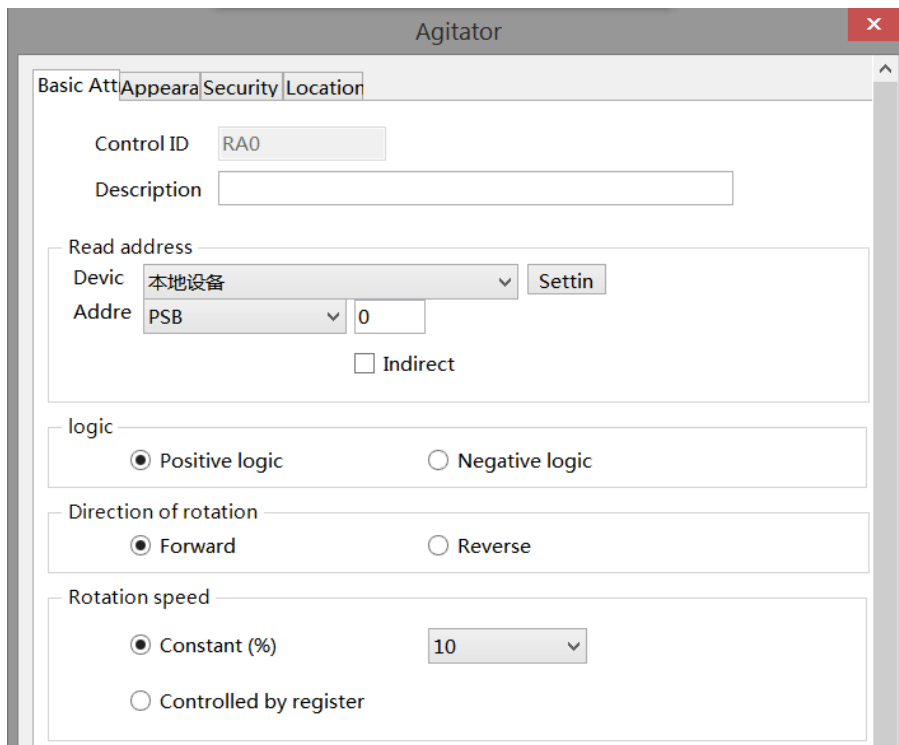 Agitator
Basic Att Appeara Security Location
Control ID RA0
Description
Read address
Devic 本地设备 Settin
Addre PSB 0
Indirect
logic
Positive logic Negative logic
Direction of rotation
Forward Reverse
Rotation speed
Constant (%) 10
Controlled by register